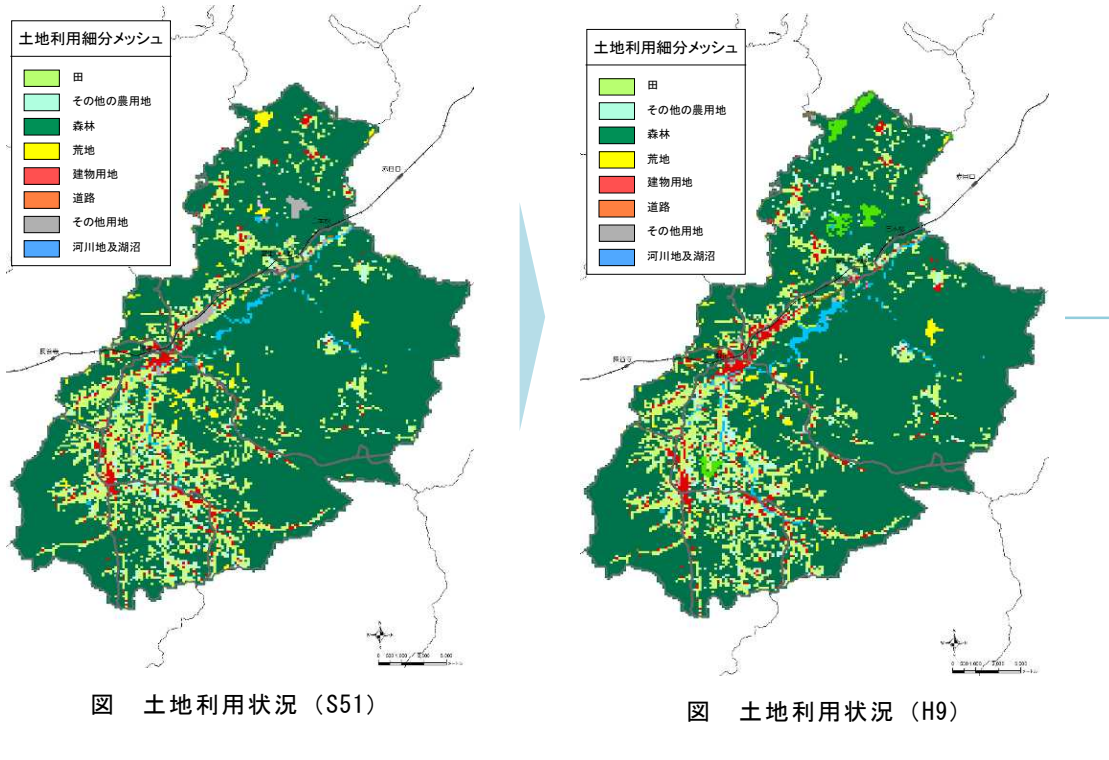 土地利用細分メッシュ
田
その他の農用地
森林
荒地
建物用地
道路
その他用地
河川地及湖沼
図 土地利用状況（S51）
土地利用細分メッシュ
田
その他の農用地
森林
荒地
建物用地
道路
その他用地
河川地及湖沼
図 土地利用状況（H9）